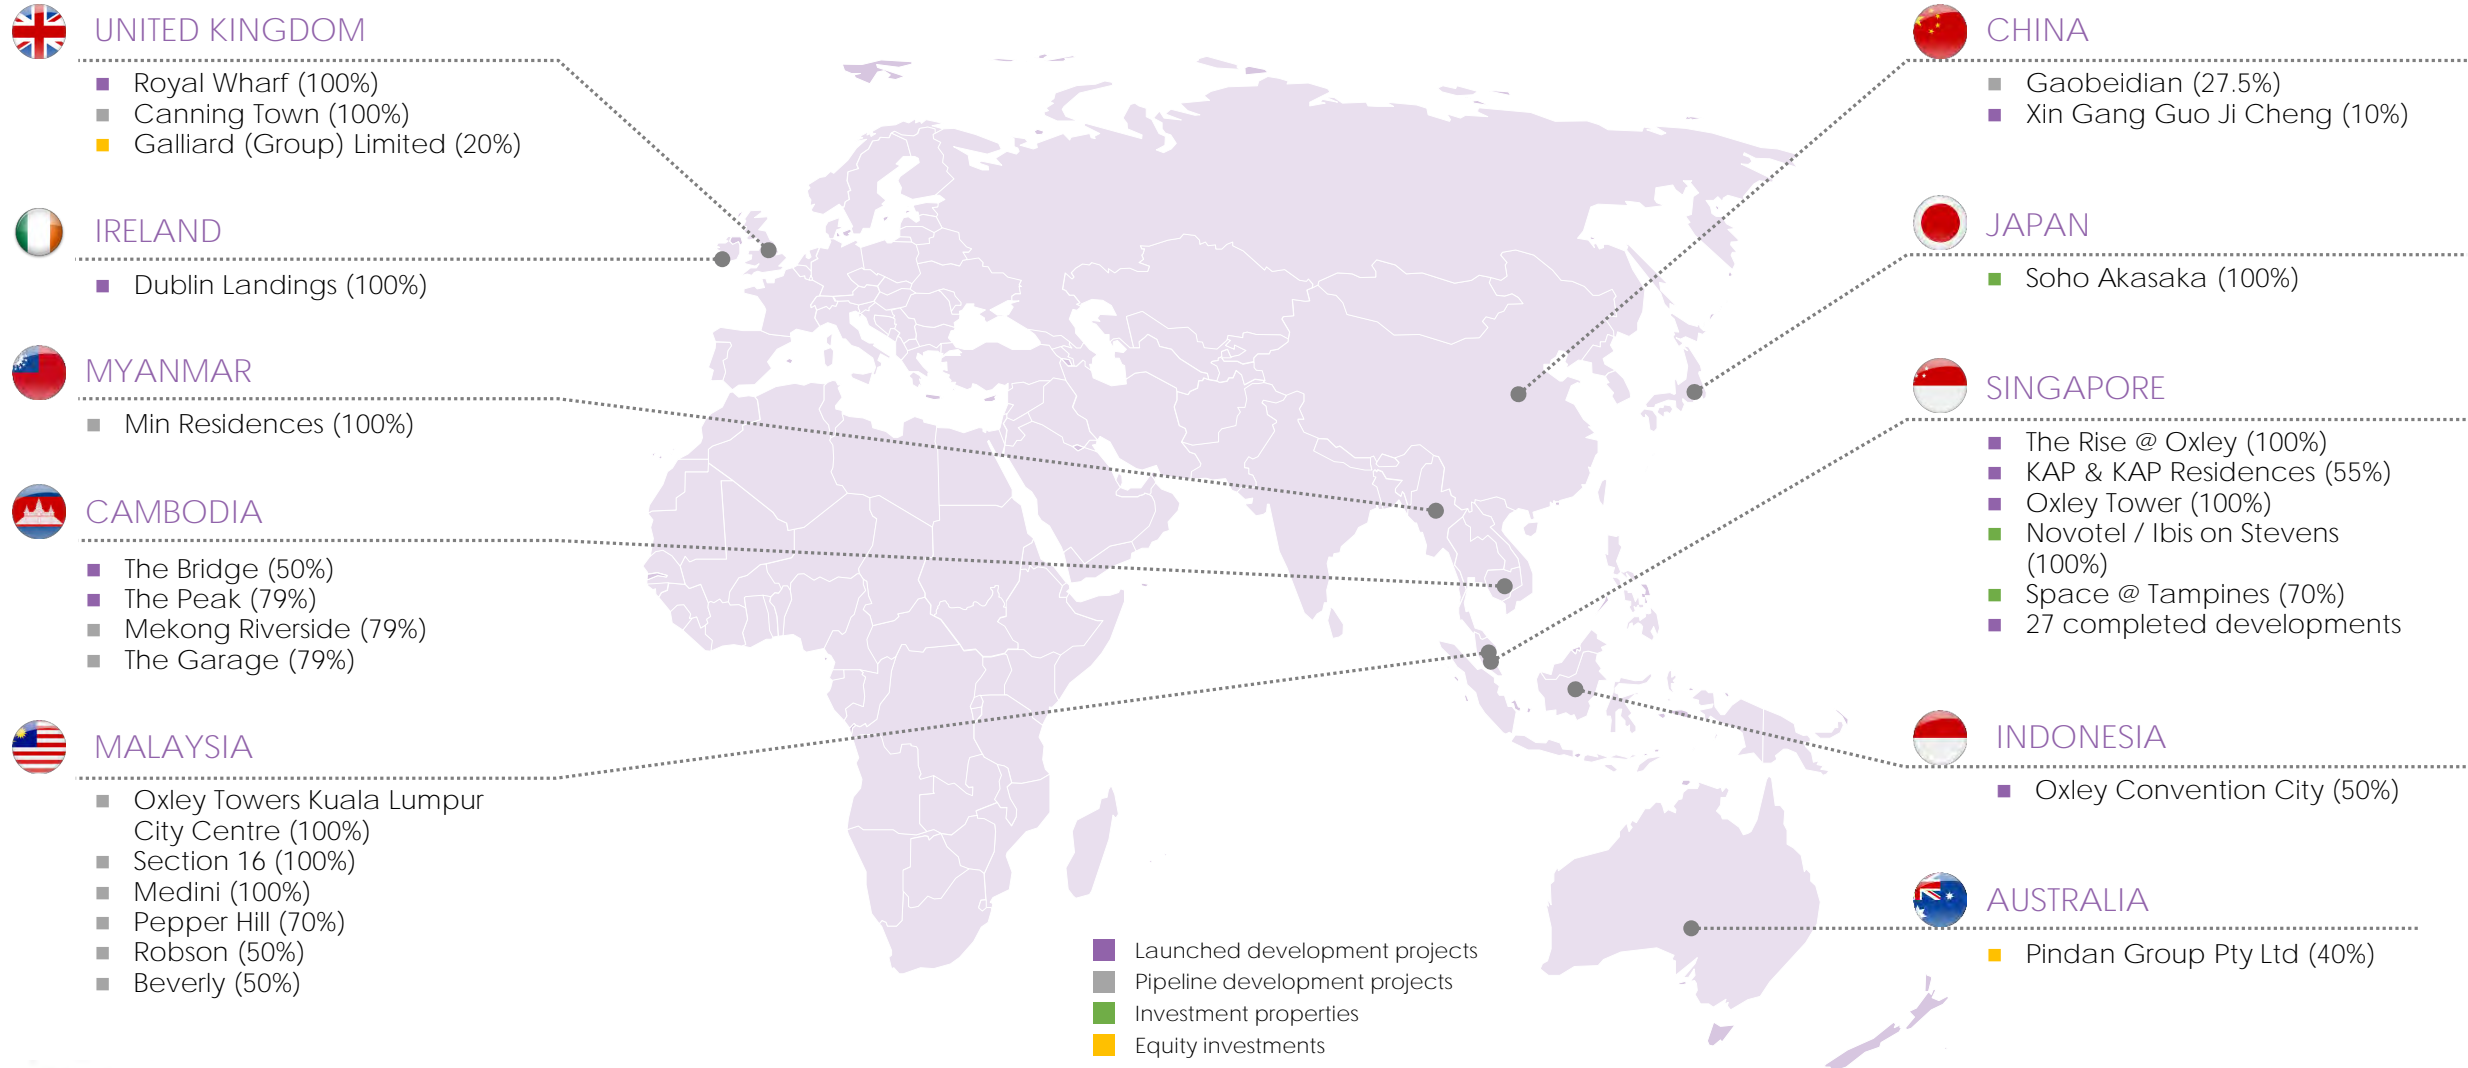 UNITED KINGDOM
Royal Wharf (100%)
Canning Town (100%)
Galliard (Group) Limited (20%)
IRELAND
Dublin Landings (100%)
MYANMAR
Min Residences (100%)
CAMBODIA
The Bridge (50%)
The Peak (79%)
Mekong Riverside (79%)
The Garage (79%)
MALAYSIA
Oxley Towers Kuala Lumpur
City Centre (100%)
Section 16 (100%)
Medini (100%)
Pepper Hill (70%)
Robson (50%)
Beverly (50%)
CHINA
Gaobeidian (27.5%)
Xin Gang Guo Ji Cheng (10%)
JAPAN
Soho Akasaka (100%)
SINGAPORE
The Rise @ Oxley (100%)
KAP & KAP Residences (55%)
Oxley Tower (100%)
Novotel / Ibis on Stevens
(100%)
Space @ Tampines (70%)
27 completed developments
INDONESIA
Oxley Convention City (50%)
AUSTRALIA
Pindan Group Pty Ltd (40%)
Launched development projects
Pipeline development projects
Investment properties
Equity investments